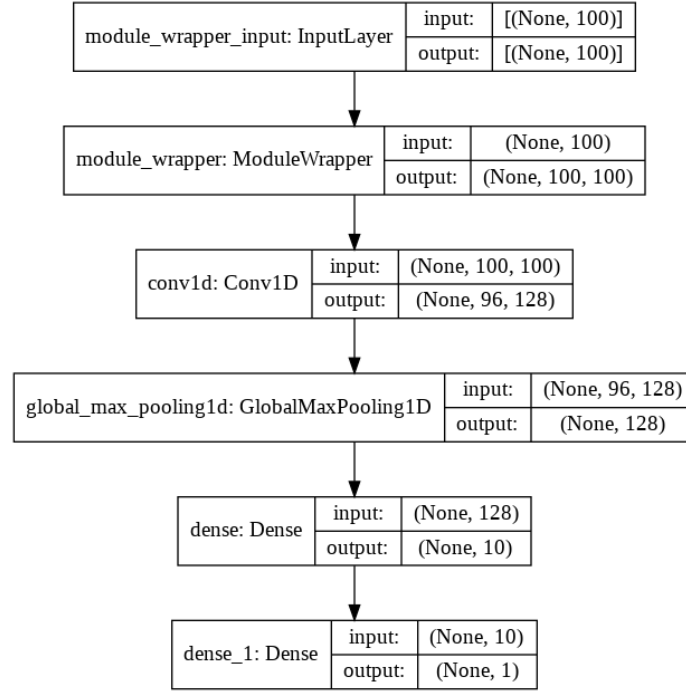 module_wrapper_input: InputLayer
input:
[(None, 100)]
output:
[(None, 100)]
module_wrapper: ModuleWrapper
input:
(None, 100)
output:
(None, 100, 100)
conv1d: Conv1D
input:
(None, 100, 100)
output:
(None, 96, 128)
global_max_pooling1d: GlobalMaxPooling1D
input:
(None, 96, 128)
output:
(None, 128)
dense: Dense
input:
(None, 128)
output:
(None, 10)
dense_1: Dense
input:
(None, 10)
output:
(None, 1)